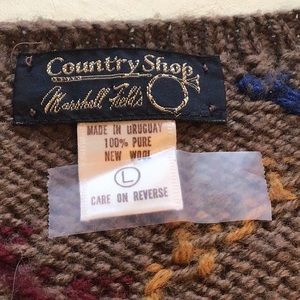 Country Shop
Marshall Field's
MADE IN URUGUAY
100% PURE
NEW WOOL
L
CARE ON REVERSE